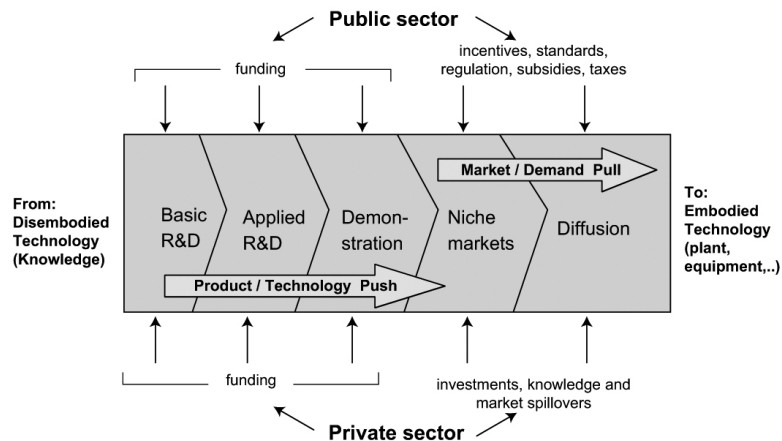 Public sector
funding
incentives, standards,
regulation, subsidies, taxes
Market / Demand Pull
From:
Disembodied
Technology
(Knowledge)
Basic
R&D
Applied
R&D
Demon-
stration
Niche
markets
Diffusion
To:
Embodied
Technology
(plant,
equipment,..)
Product / Technology Push
funding
investments, knowledge and
market spillovers
Private sector